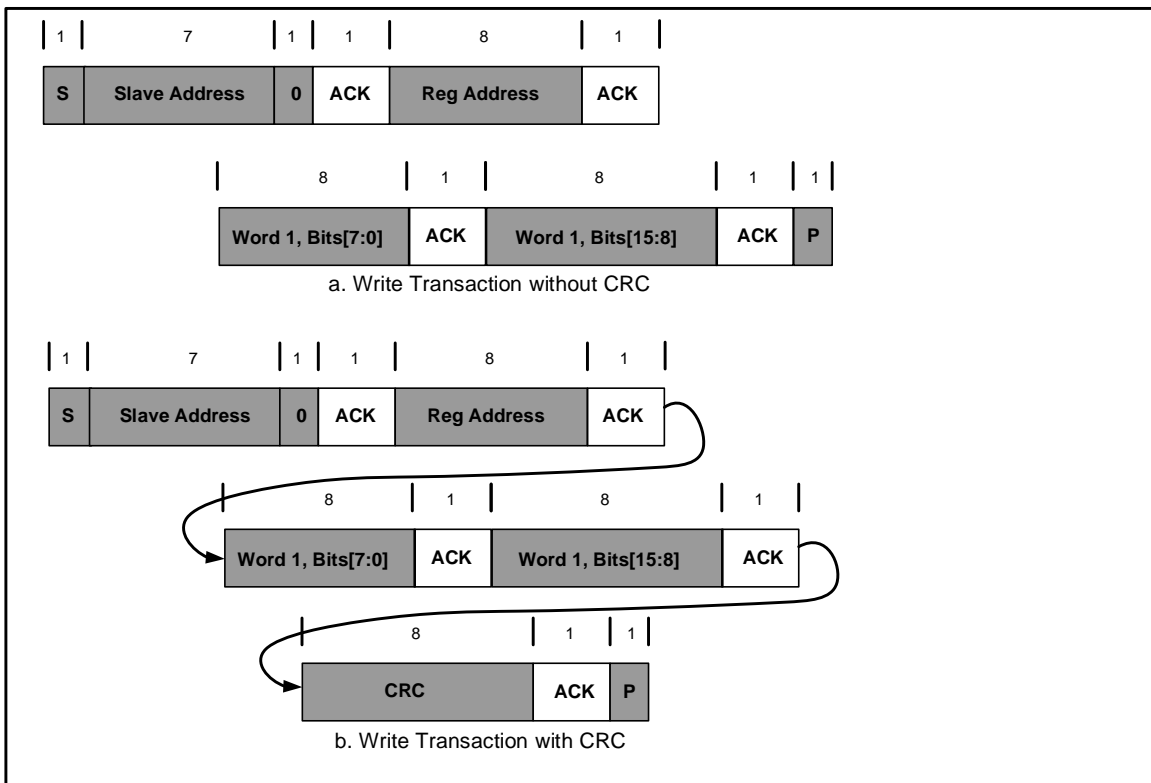 1 7 1 1 8 1
S Slave Address 0 ACK Reg Address ACK
8 1 8 1 1
Word 1, Bits[7:0] ACK Word 1, Bits[15:8] ACK P
a. Write Transaction without CRC
1 7 1 1 8 1
S Slave Address 0 ACK Reg Address ACK
8 1 8 1
Word 1, Bits[7:0] ACK Word 1, Bits[15:8] ACK
8 1 1
CRC ACK P
b. Write Transaction with CRC